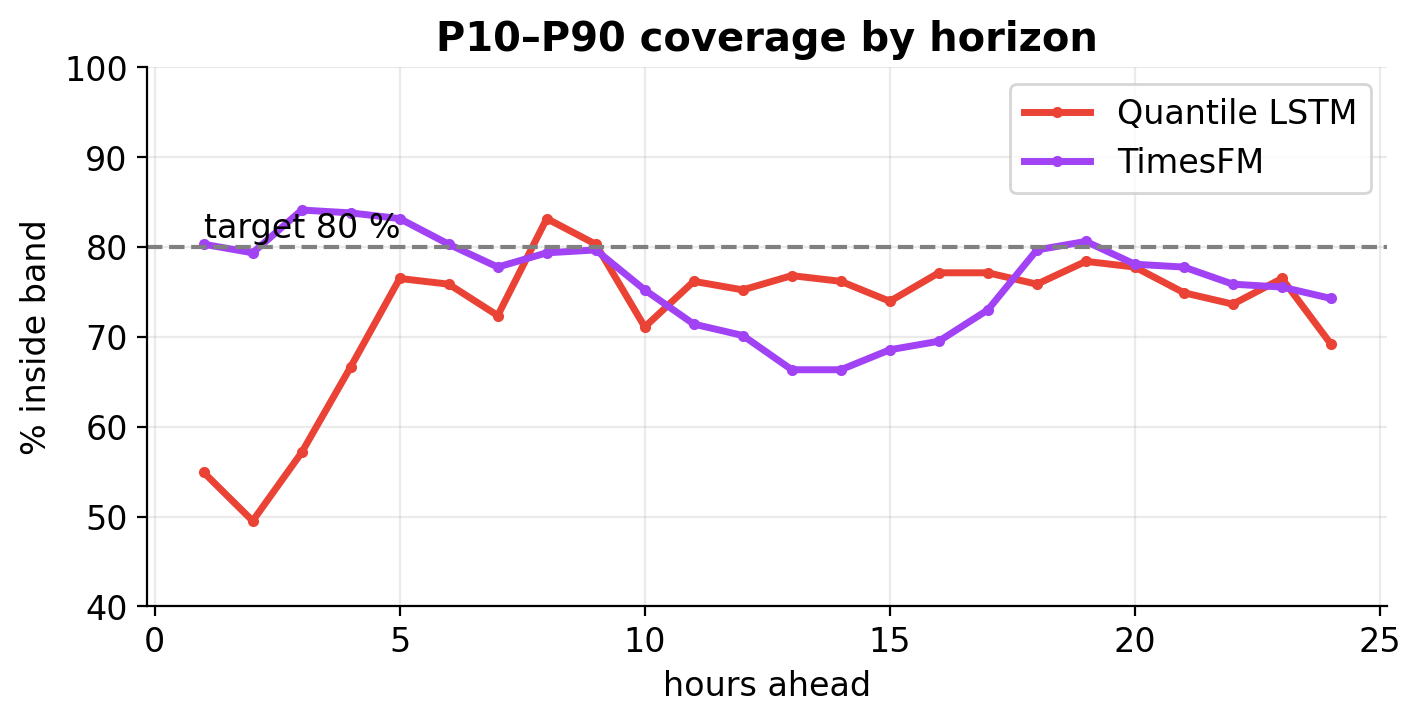 P10–P90 coverage by horizon
100
90
80
70
60
50
40
% inside band
target 80 %
Quantile LSTM
TimesFM
0 5 10 15 20 25
hours ahead